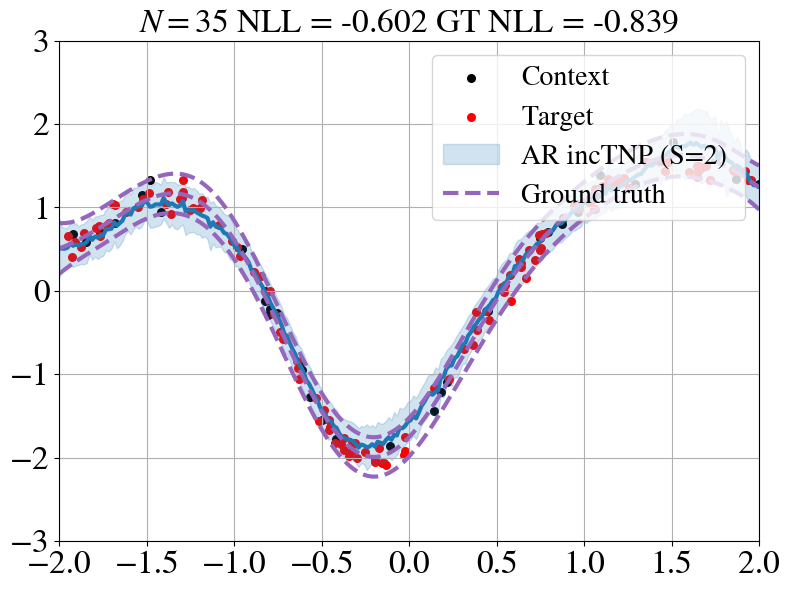 N = 35 NLL = -0.602 GT NLL = -0.839
3
2
1
0
−1
−2
−3
−2.0 −1.5 −1.0 −0.5 0.0 0.5 1.0 1.5 2.0
Context
Target
AR incTNP (S=2)
Ground truth